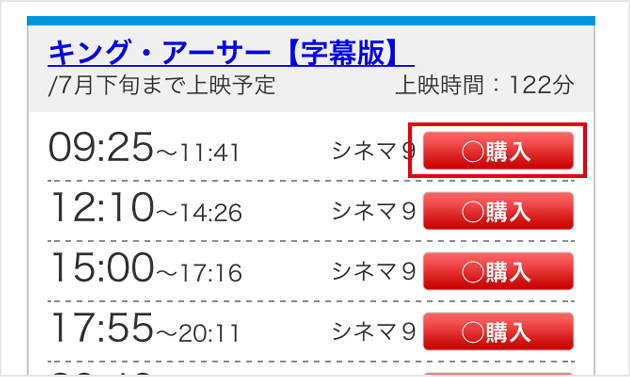 キング・アーサー【字幕版】
/7月下旬まで上映予定 上映時間：122分
09:25～11:41 シネマ９ ○購入
12:10～14:26 シネマ９ ○購入
15:00～17:16 シネマ９ ○購入
17:55～20:11 シネマ９ ○購入